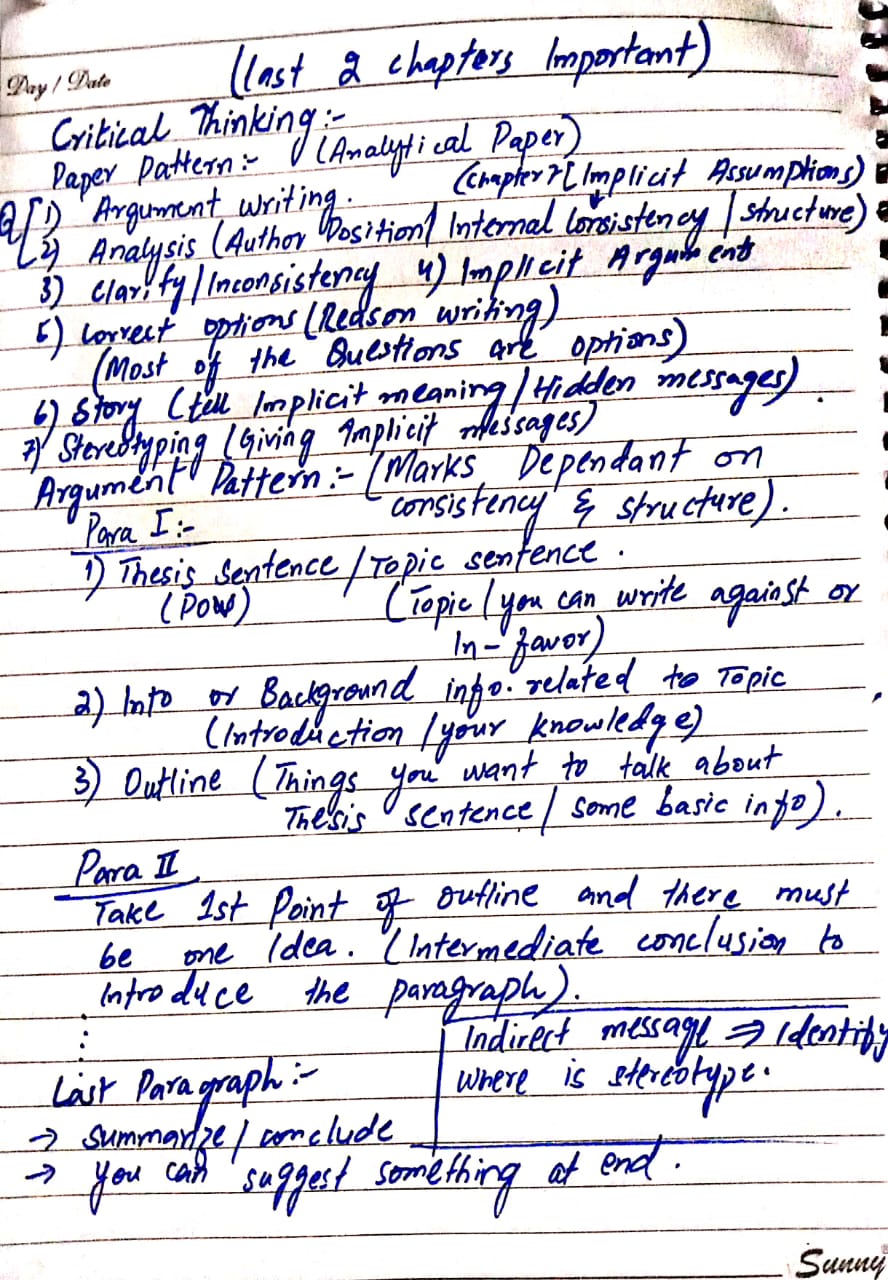 (last 2 chapters Important)
Day / Date
Critical Thinking :-
Paper Pattern :- (Analytical Paper)
(Chapter 7 [Implicit Assumptions)
Q [ 1) Argument writing.
2) Analysis (Author Position / Internal Consistency / structure)
3) Clarify / Inconsistency 4) Implicit Arguments
5) Correct options (Reason writing)
(Most of the Questions are options)
6) Story (tell Implicit meaning / Hidden messages).
7) Stereotyping (Giving Implicit messages)
Argument Pattern :- (Marks Dependant on
consistency & structure).
Para I :-
1) Thesis Sentence / Topic sentence.
(Topic / you can write against or
In-favor)
2) Into or Background info. related to Topic
(Introduction / your knowledge)
3) Outline (Things you want to talk about
Thesis sentence / some basic info).
Para II
Take 1st Point of outline and there must
be one Idea. (Intermediate conclusion to
Introduce the paragraph).
Indirect message ⇒ identify
where is stereotype.
Last Paragraph :-
→ summarize / conclude
→ you can suggest something at end.
Sunny